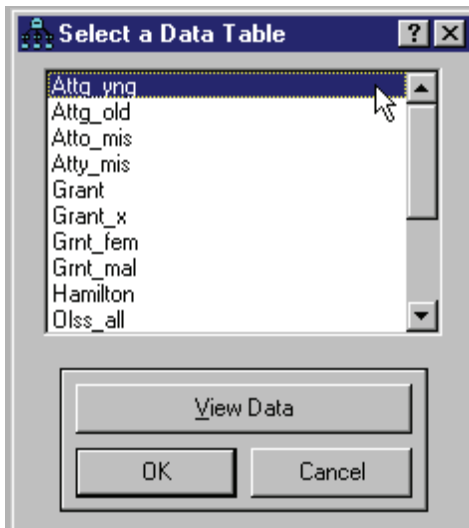 Select a Data Table
Attg_yng
Attg_old
Atto_mis
Atty_mis
Grant
Grant_x
Grnt_fem
Grnt_mal
Hamilton
Olss_all
View Data
OK
Cancel